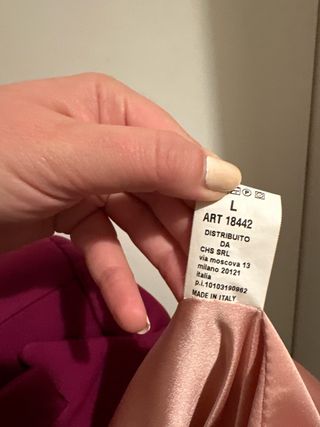 L
ART 18442
DISTRIBUITO
DA
CHS SRL
via moscova 13
milano 20121
italia
p.i.10103190962
MADE IN ITALY